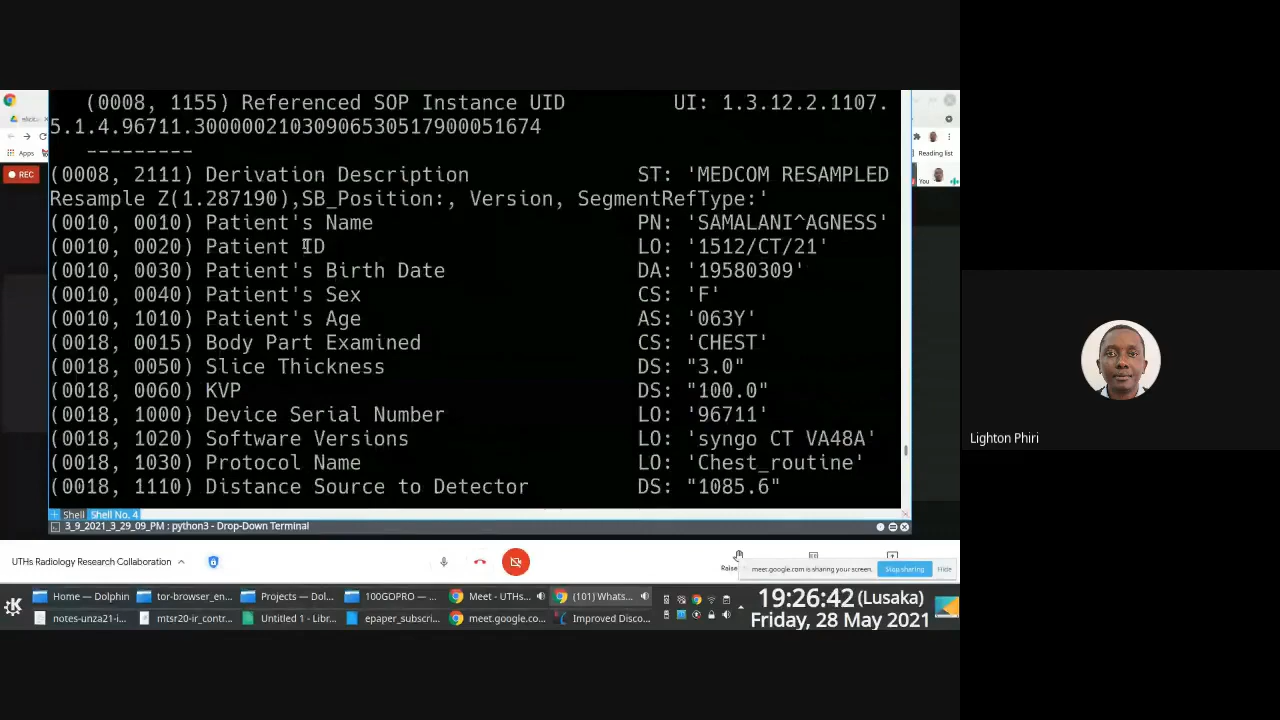 (0008, 1155) Referenced SOP Instance UID UI: 1.3.12.2.1107.
5.1.4.96711.30000021030906530517900051674
---------
(0008, 2111) Derivation Description ST: 'MEDCOM RESAMPLED
Resample Z(1.287190),SB_Position:, Version, SegmentRefType:'
(0010, 0010) Patient's Name PN: 'SAMALANI^AGNESS'
(0010, 0020) Patient ID LO: '1512/CT/21'
(0010, 0030) Patient's Birth Date DA: '19580309'
(0010, 0040) Patient's Sex CS: 'F'
(0010, 1010) Patient's Age AS: '063Y'
(0018, 0015) Body Part Examined CS: 'CHEST'
(0018, 0050) Slice Thickness DS: "3.0"
(0018, 0060) KVP DS: "100.0"
(0018, 1000) Device Serial Number LO: '96711'
(0018, 1020) Software Versions LO: 'syngo CT VA48A'
(0018, 1030) Protocol Name LO: 'Chest_routine'
(0018, 1110) Distance Source to Detector DS: "1085.6"
Apps
Reading list
REC
You
Lighton Phiri
Shell Shell No. 4
3_9_2021_3_29_09_PM : python3 - Drop-Down Terminal
UTHs Radiology Research Collaboration
Raise
meet.google.com is sharing your screen. Stop sharing Hide
Home — Dolphin tor-browser_en... Projects — Dol... 100GOPRO — ... Meet - UTHs... (101) Whats...
notes-unza21-i... mtsr20-ir_contr... Untitled 1 - Libr... epaper_subscri... meet.google.co... Improved Disco...
19:26:42 (Lusaka)
Friday, 28 May 2021